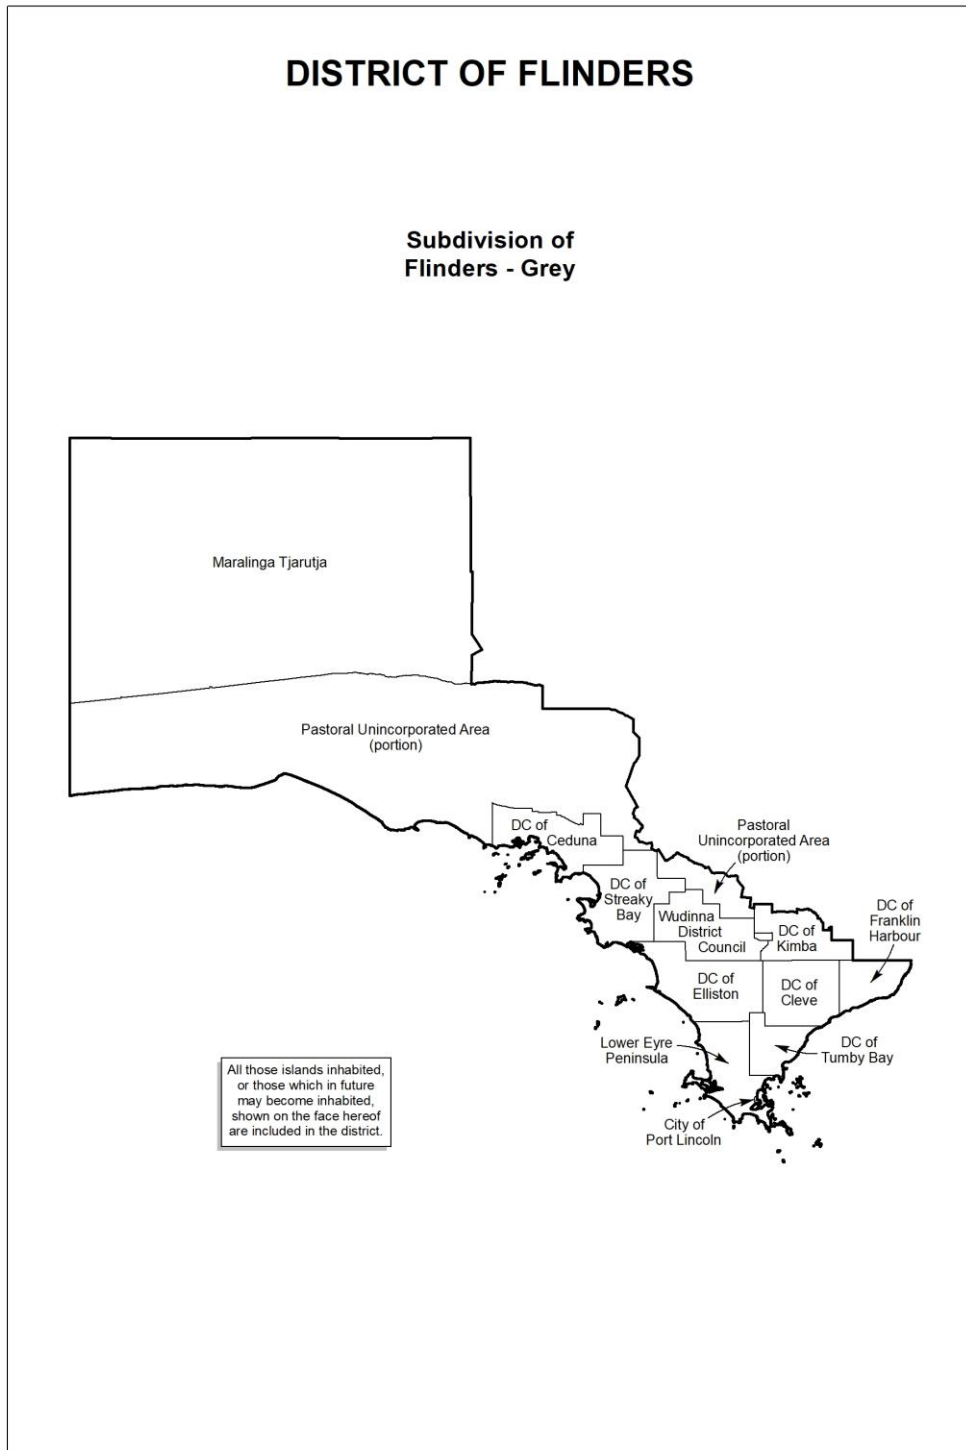 DISTRICT OF FLINDERS
Subdivision of
Flinders - Grey
Maralinga Tjarutja
Pastoral Unincorporated Area
(portion)
DC of
Ceduna
Pastoral
Unincorporated Area
(portion)
DC of
Streaky
Bay
Wudinna
District
Council
DC of
Kimba
DC of
Franklin
Harbour
DC of
Elliston
DC of
Cleve
Lower Eyre
Peninsula
DC of
Tumby Bay
City of
Port Lincoln
All those islands inhabited,
or those which in future
may become inhabited,
shown on the face hereof
are included in the district.